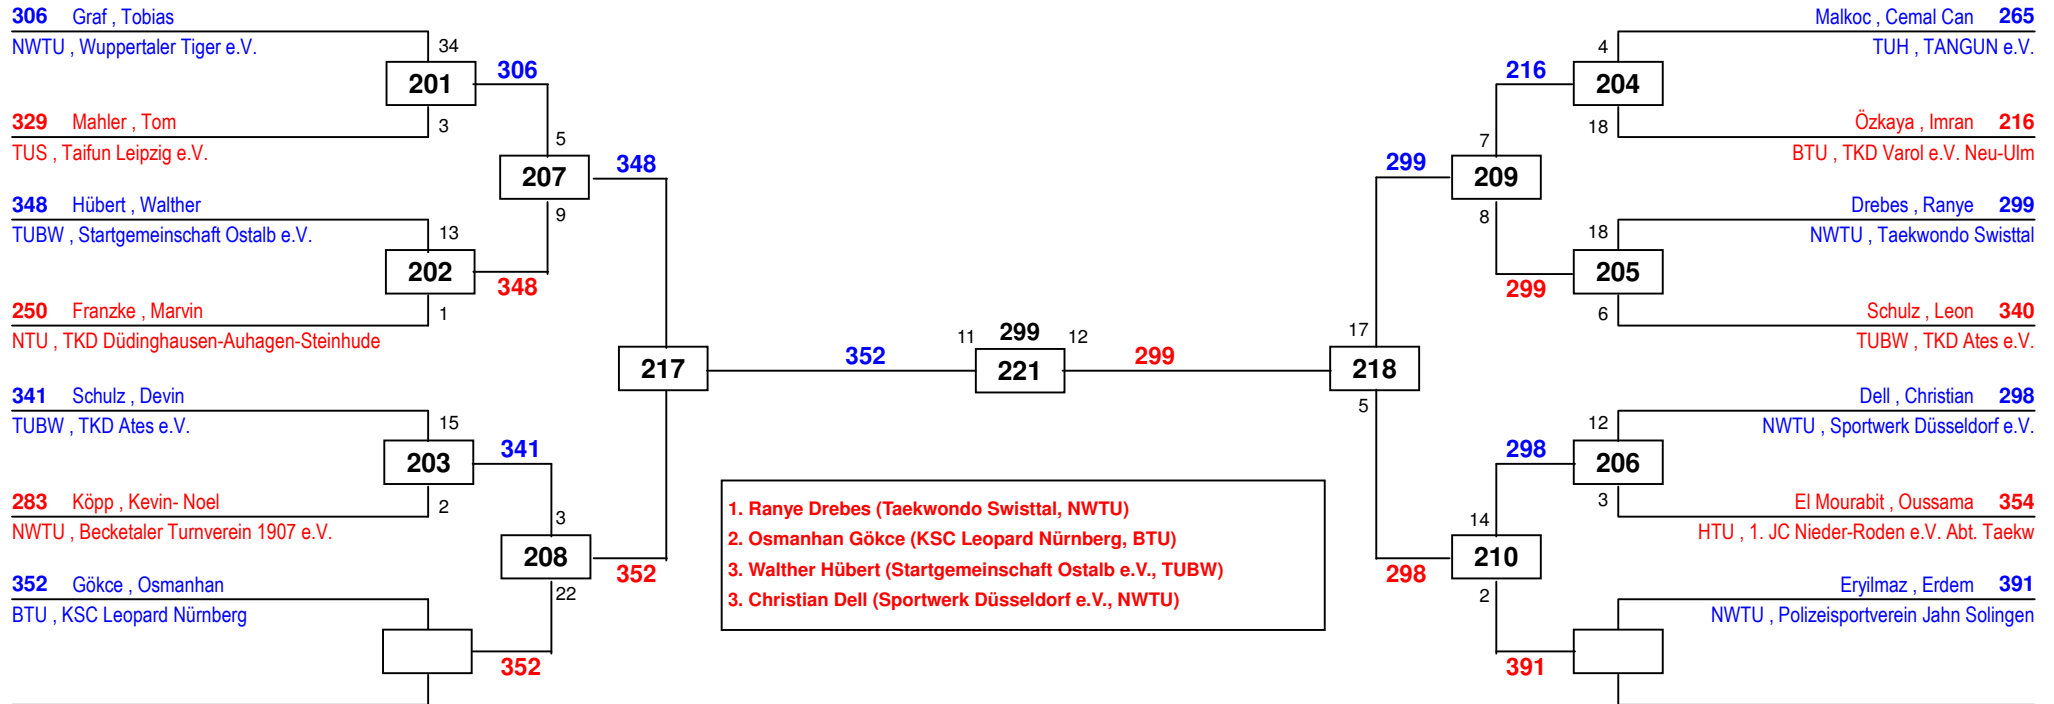 306 Graf , Tobias
NWTU , Wuppertaler Tiger e.V.
34
201
306
3
329 Mahler , Tom
TUS , Taifun Leipzig e.V.
5
207
348
9
348 Hübert , Walther
TUBW , Startgemeinschaft Ostalb e.V.
13
202
348
1
250 Franzke , Marvin
NTU , TKD Düdinghausen-Auhagen-Steinhude
217
352
341 Schulz , Devin
TUBW , TKD Ates e.V.
15
203
341
2
283 Köpp , Kevin- Noel
NWTU , Becketaler Turnverein 1907 e.V.
3
208
352
22
352 Gökce , Osmanhan
BTU , KSC Leopard Nürnberg
352
11 299 12
221
299
1. Ranye Drebes (Taekwondo Swisttal, NWTU)
2. Osmanhan Gökce (KSC Leopard Nürnberg, BTU)
3. Walther Hübert (Startgemeinschaft Ostalb e.V., TUBW)
3. Christian Dell (Sportwerk Düsseldorf e.V., NWTU)
Malkoc , Cemal Can 265
TUH , TANGUN e.V.
4
216
204
18
Özkaya , Imran 216
BTU , TKD Varol e.V. Neu-Ulm
7
299
209
8
Drebes , Ranye 299
NWTU , Taekwondo Swisttal
18
299
205
6
Schulz , Leon 340
TUBW , TKD Ates e.V.
17
218
5
Dell , Christian 298
NWTU , Sportwerk Düsseldorf e.V.
12
298
206
3
El Mourabit , Oussama 354
HTU , 1. JC Nieder-Roden e.V. Abt. Taekw
14
298
210
2
Eryilmaz , Erdem 391
NWTU , Polizeisportverein Jahn Solingen
391